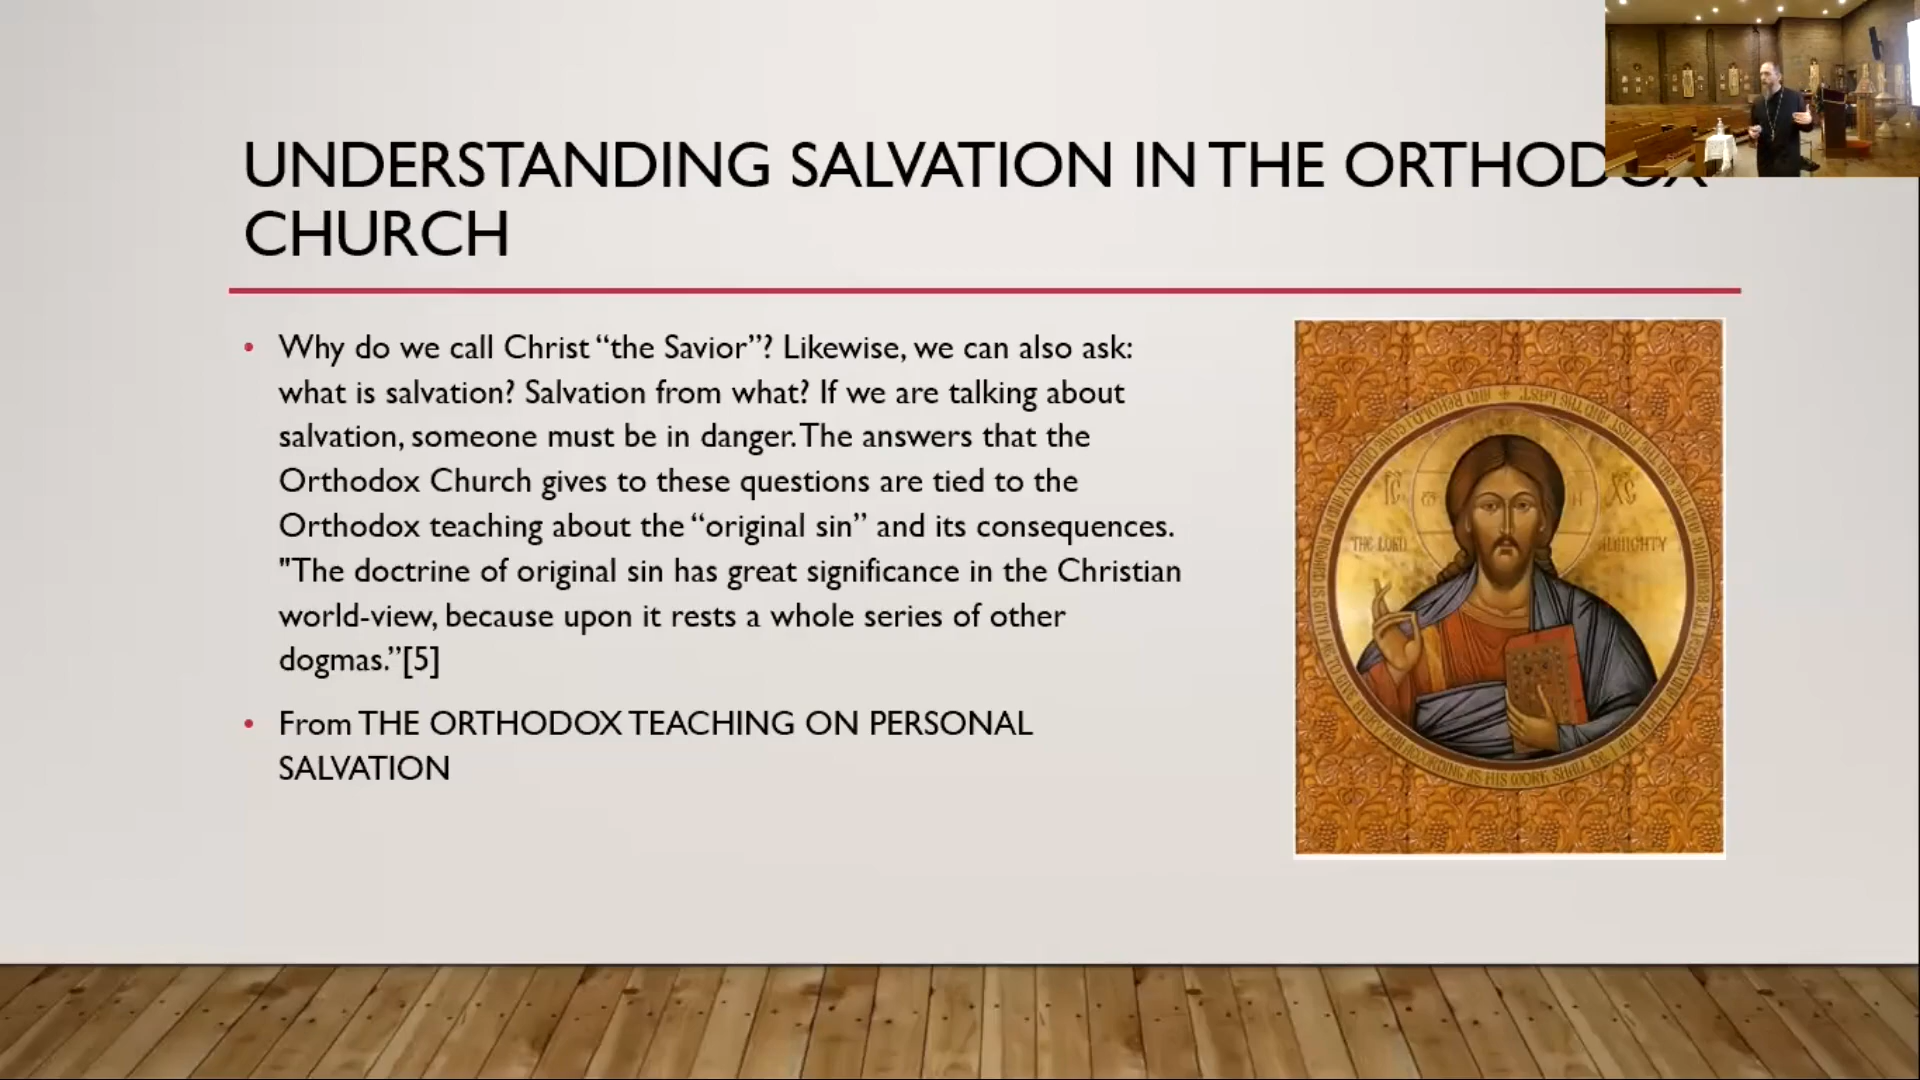 UNDERSTANDING SALVATION IN THE ORTHODOX
CHURCH
• Why do we call Christ “the Savior”? Likewise, we can also ask:
what is salvation? Salvation from what? If we are talking about
salvation, someone must be in danger. The answers that the
Orthodox Church gives to these questions are tied to the
Orthodox teaching about the “original sin” and its consequences.
"The doctrine of original sin has great significance in the Christian
world-view, because upon it rests a whole series of other
dogmas.”[5]
• From THE ORTHODOX TEACHING ON PERSONAL
SALVATION
IC XC
THE LORD ALMIGHTY